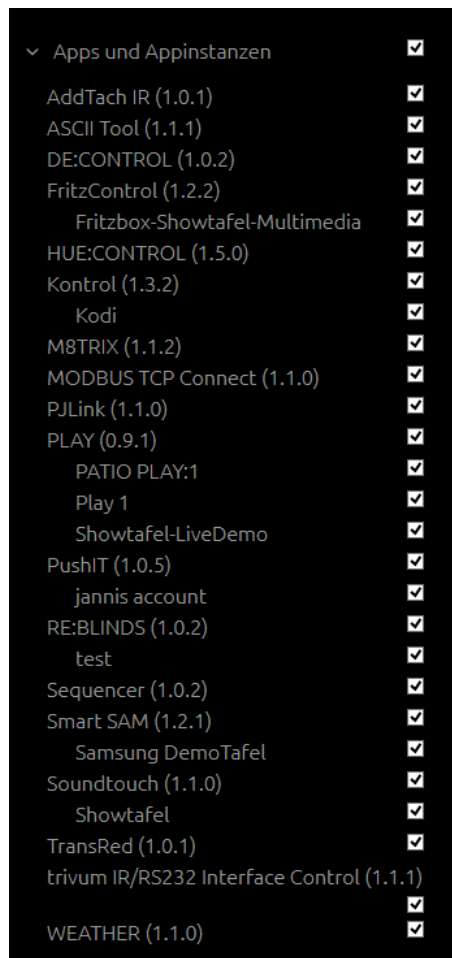 Apps und Appinstanzen
AddTach IR (1.0.1)
ASCII Tool (1.1.1)
DE:CONTROL (1.0.2)
FritzControl (1.2.2)
Fritzbox-Showtafel-Multimedia
HUE:CONTROL (1.5.0)
Kontrol (1.3.2)
Kodi
M8TRIX (1.1.2)
MODBUS TCP Connect (1.1.0)
PJLink (1.1.0)
PLAY (0.9.1)
PATIO PLAY:1
Play 1
Showtafel-LiveDemo
PushIT (1.0.5)
jannis account
RE:BLINDS (1.0.2)
test
Sequencer (1.0.2)
Smart SAM (1.2.1)
Samsung DemoTafel
Soundtouch (1.1.0)
Showtafel
TransRed (1.0.1)
trivum IR/RS232 Interface Control (1.1.1)
WEATHER (1.1.0)